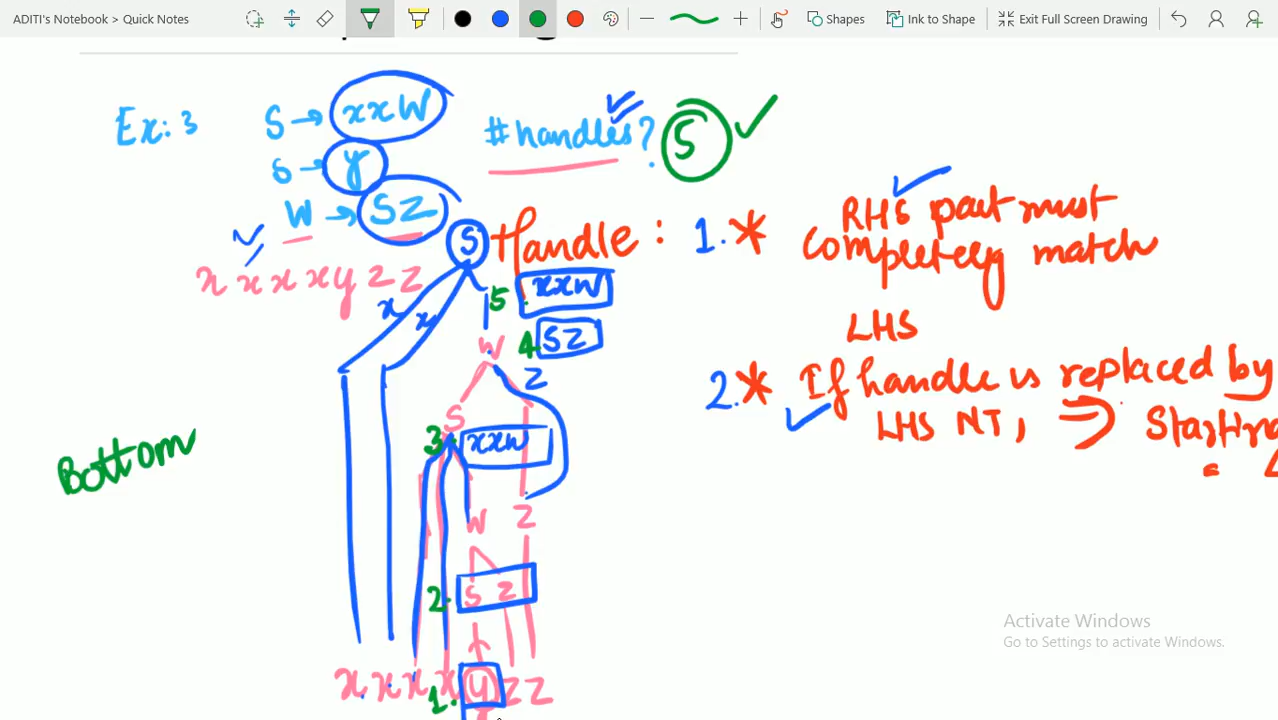 ADITI's Notebook > Quick Notes
Shapes
Ink to Shape
Exit Full Screen Drawing
Ex: 3
S → xxW
S → y
W → SZ
#handles? 5
xxxxyzz
S
Handle:
1. * RHS part must
completely match
LHS
2. * If handle is replaced by
LHS NT, ⇒ Starting
x
x
5 xxW
W
4 SZ
Z
S
3 xxW
W
Z
Bottom
2. S Z
xxxx 1. y zz
Activate Windows
Go to Settings to activate Windows.